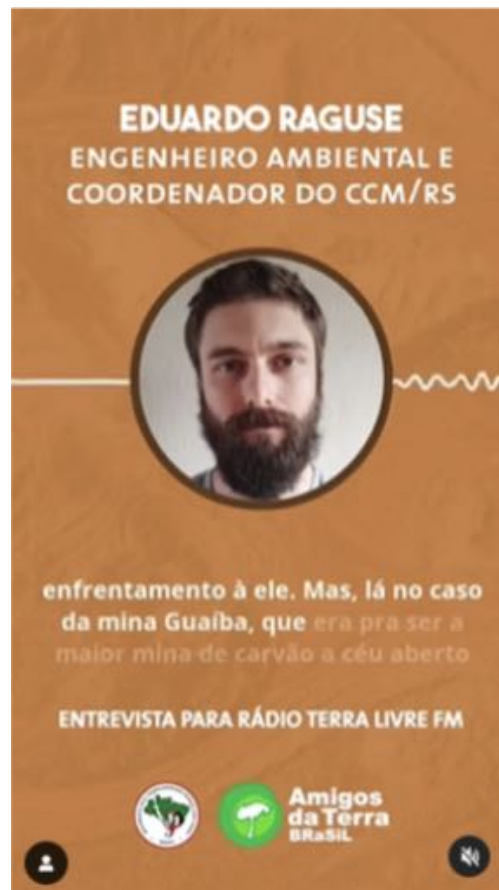 EDUARDO RAGUSE
ENGENHEIRO AMBIENTAL E
COORDENADOR DO CCM/RS
enfrentamento à ele. Mas, lá no caso
da mina Guaíba, que era pra ser a
maior mina de carvão a céu aberto
ENTREVISTA PARA RÁDIO TERRA LIVRE FM
Amigos
da Terra
BRaSiL